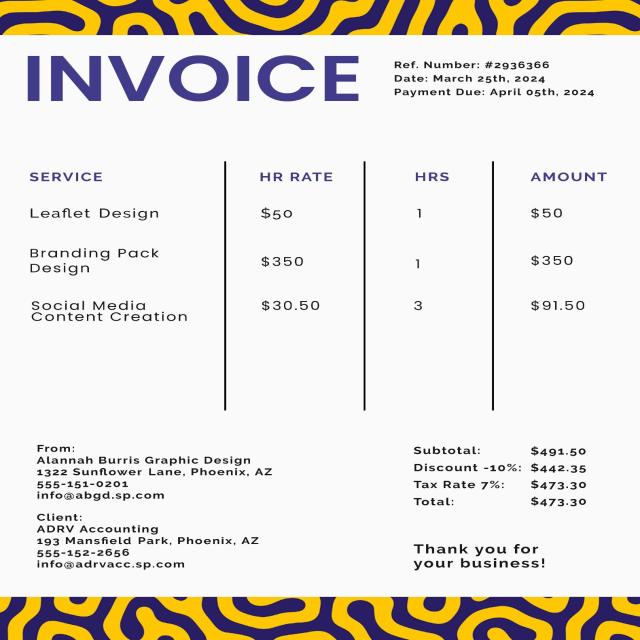 INVOICE
Ref. Number: #2936366
Date: March 25th, 2024
Payment Due: April 05th, 2024
SERVICE HR RATE HRS AMOUNT
Leaflet Design $50 1 $50
Branding Pack
Design $350 1 $350
Social Media
Content Creation $30.50 3 $91.50
From:
Alannah Burris Graphic Design
1322 Sunflower Lane, Phoenix, AZ
555-151-0201
info@abgd.sp.com
Client:
ADRV Accounting
193 Mansfield Park, Phoenix, AZ
555-152-2656
info@adrvacc.sp.com
Subtotal: $491.50
Discount -10%: $442.35
Tax Rate 7%: $473.30
Total: $473.30
Thank you for
your business!